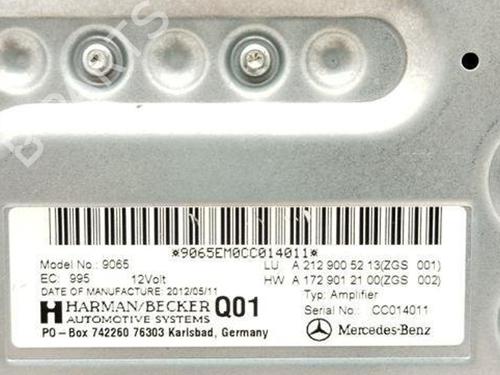 B-PARTS
*9065EM0CC014011*
Model No.: 9065 LU A 212 900 52 13(ZGS 001)
EC: 995 12Volt HW A 172 901 21 00 (ZGS 002)
DATE OF MANUFACTURE: 2012/05/11 Typ: Amplifier
HARMAN/BECKER Q01 Serial No.: CC014011
AUTOMOTIVE SYSTEMS Mercedes-Benz
PO-Box 742260 76303 Karlsbad, Germany